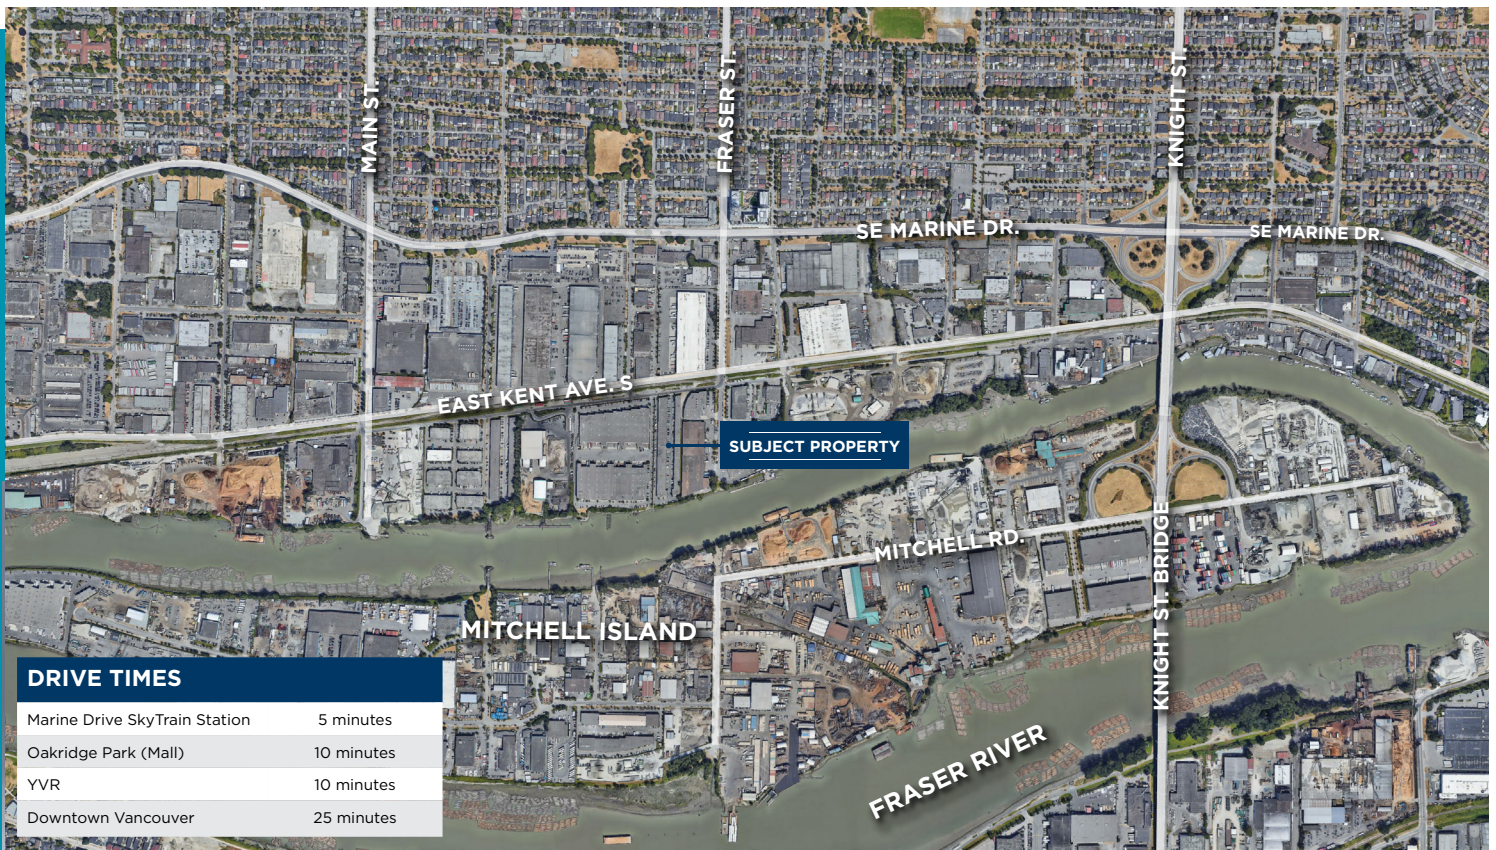 MAIN ST.
FRASER ST.
KNIGHT ST.
SE MARINE DR.
SE MARINE DR.
EAST KENT AVE. S
SUBJECT PROPERTY
MITCHELL RD.
KNIGHT ST. BRIDGE
MITCHELL ISLAND
FRASER RIVER
DRIVE TIMES
Marine Drive SkyTrain Station 5 minutes
Oakridge Park (Mall) 10 minutes
YVR 10 minutes
Downtown Vancouver 25 minutes